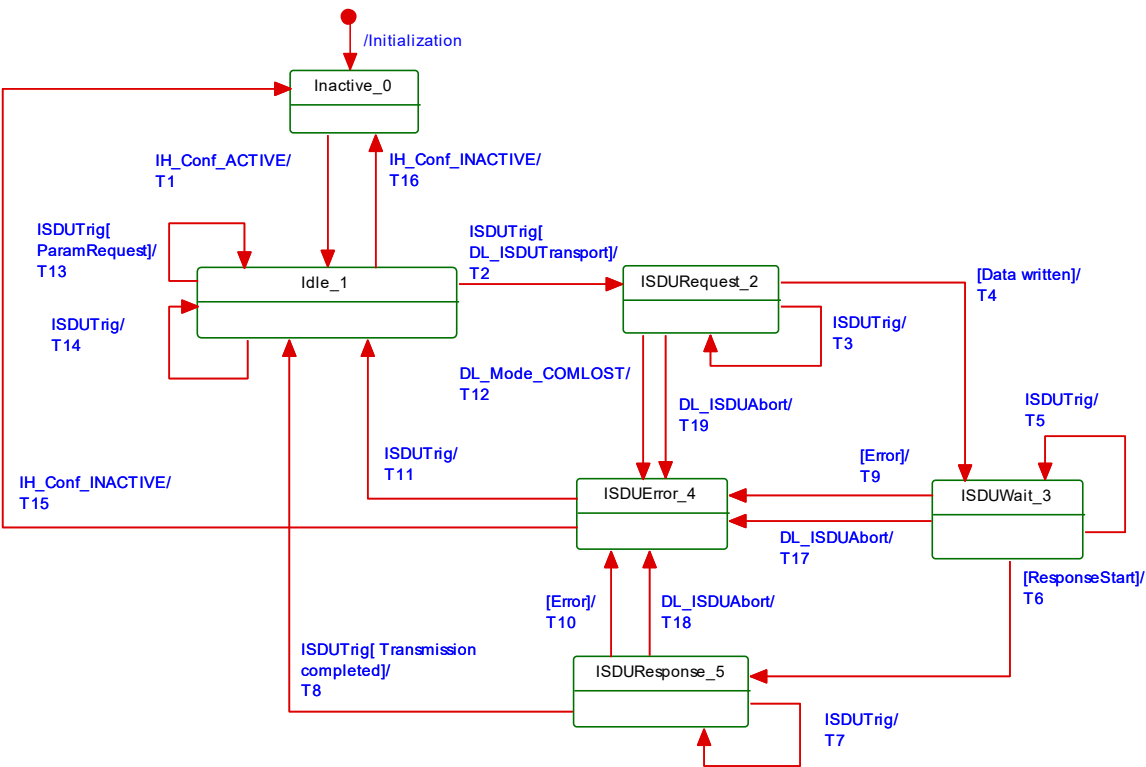 /Initialization
Inactive_0
IH_Conf_ACTIVE/
T1
IH_Conf_INACTIVE/
T16
ISDUTrig[
ParamRequest]/
T13
ISDUTrig[
DL_ISDUTransport]/
T2
Idle_1
ISDURequest_2
[Data written]/
T4
ISDUTrig/
T14
ISDUTrig/
T3
DL_Mode_COMLOST/
T12
DL_ISDUAbort/
T19
ISDUTrig/
T5
ISDUTrig/
T11
[Error]/
T9
IH_Conf_INACTIVE/
T15
ISDUError_4
ISDUWait_3
DL_ISDUAbort/
T17
[ResponseStart]/
T6
[Error]/
T10
DL_ISDUAbort/
T18
ISDUTrig[ Transmission
completed]/
T8
ISDUResponse_5
ISDUTrig/
T7